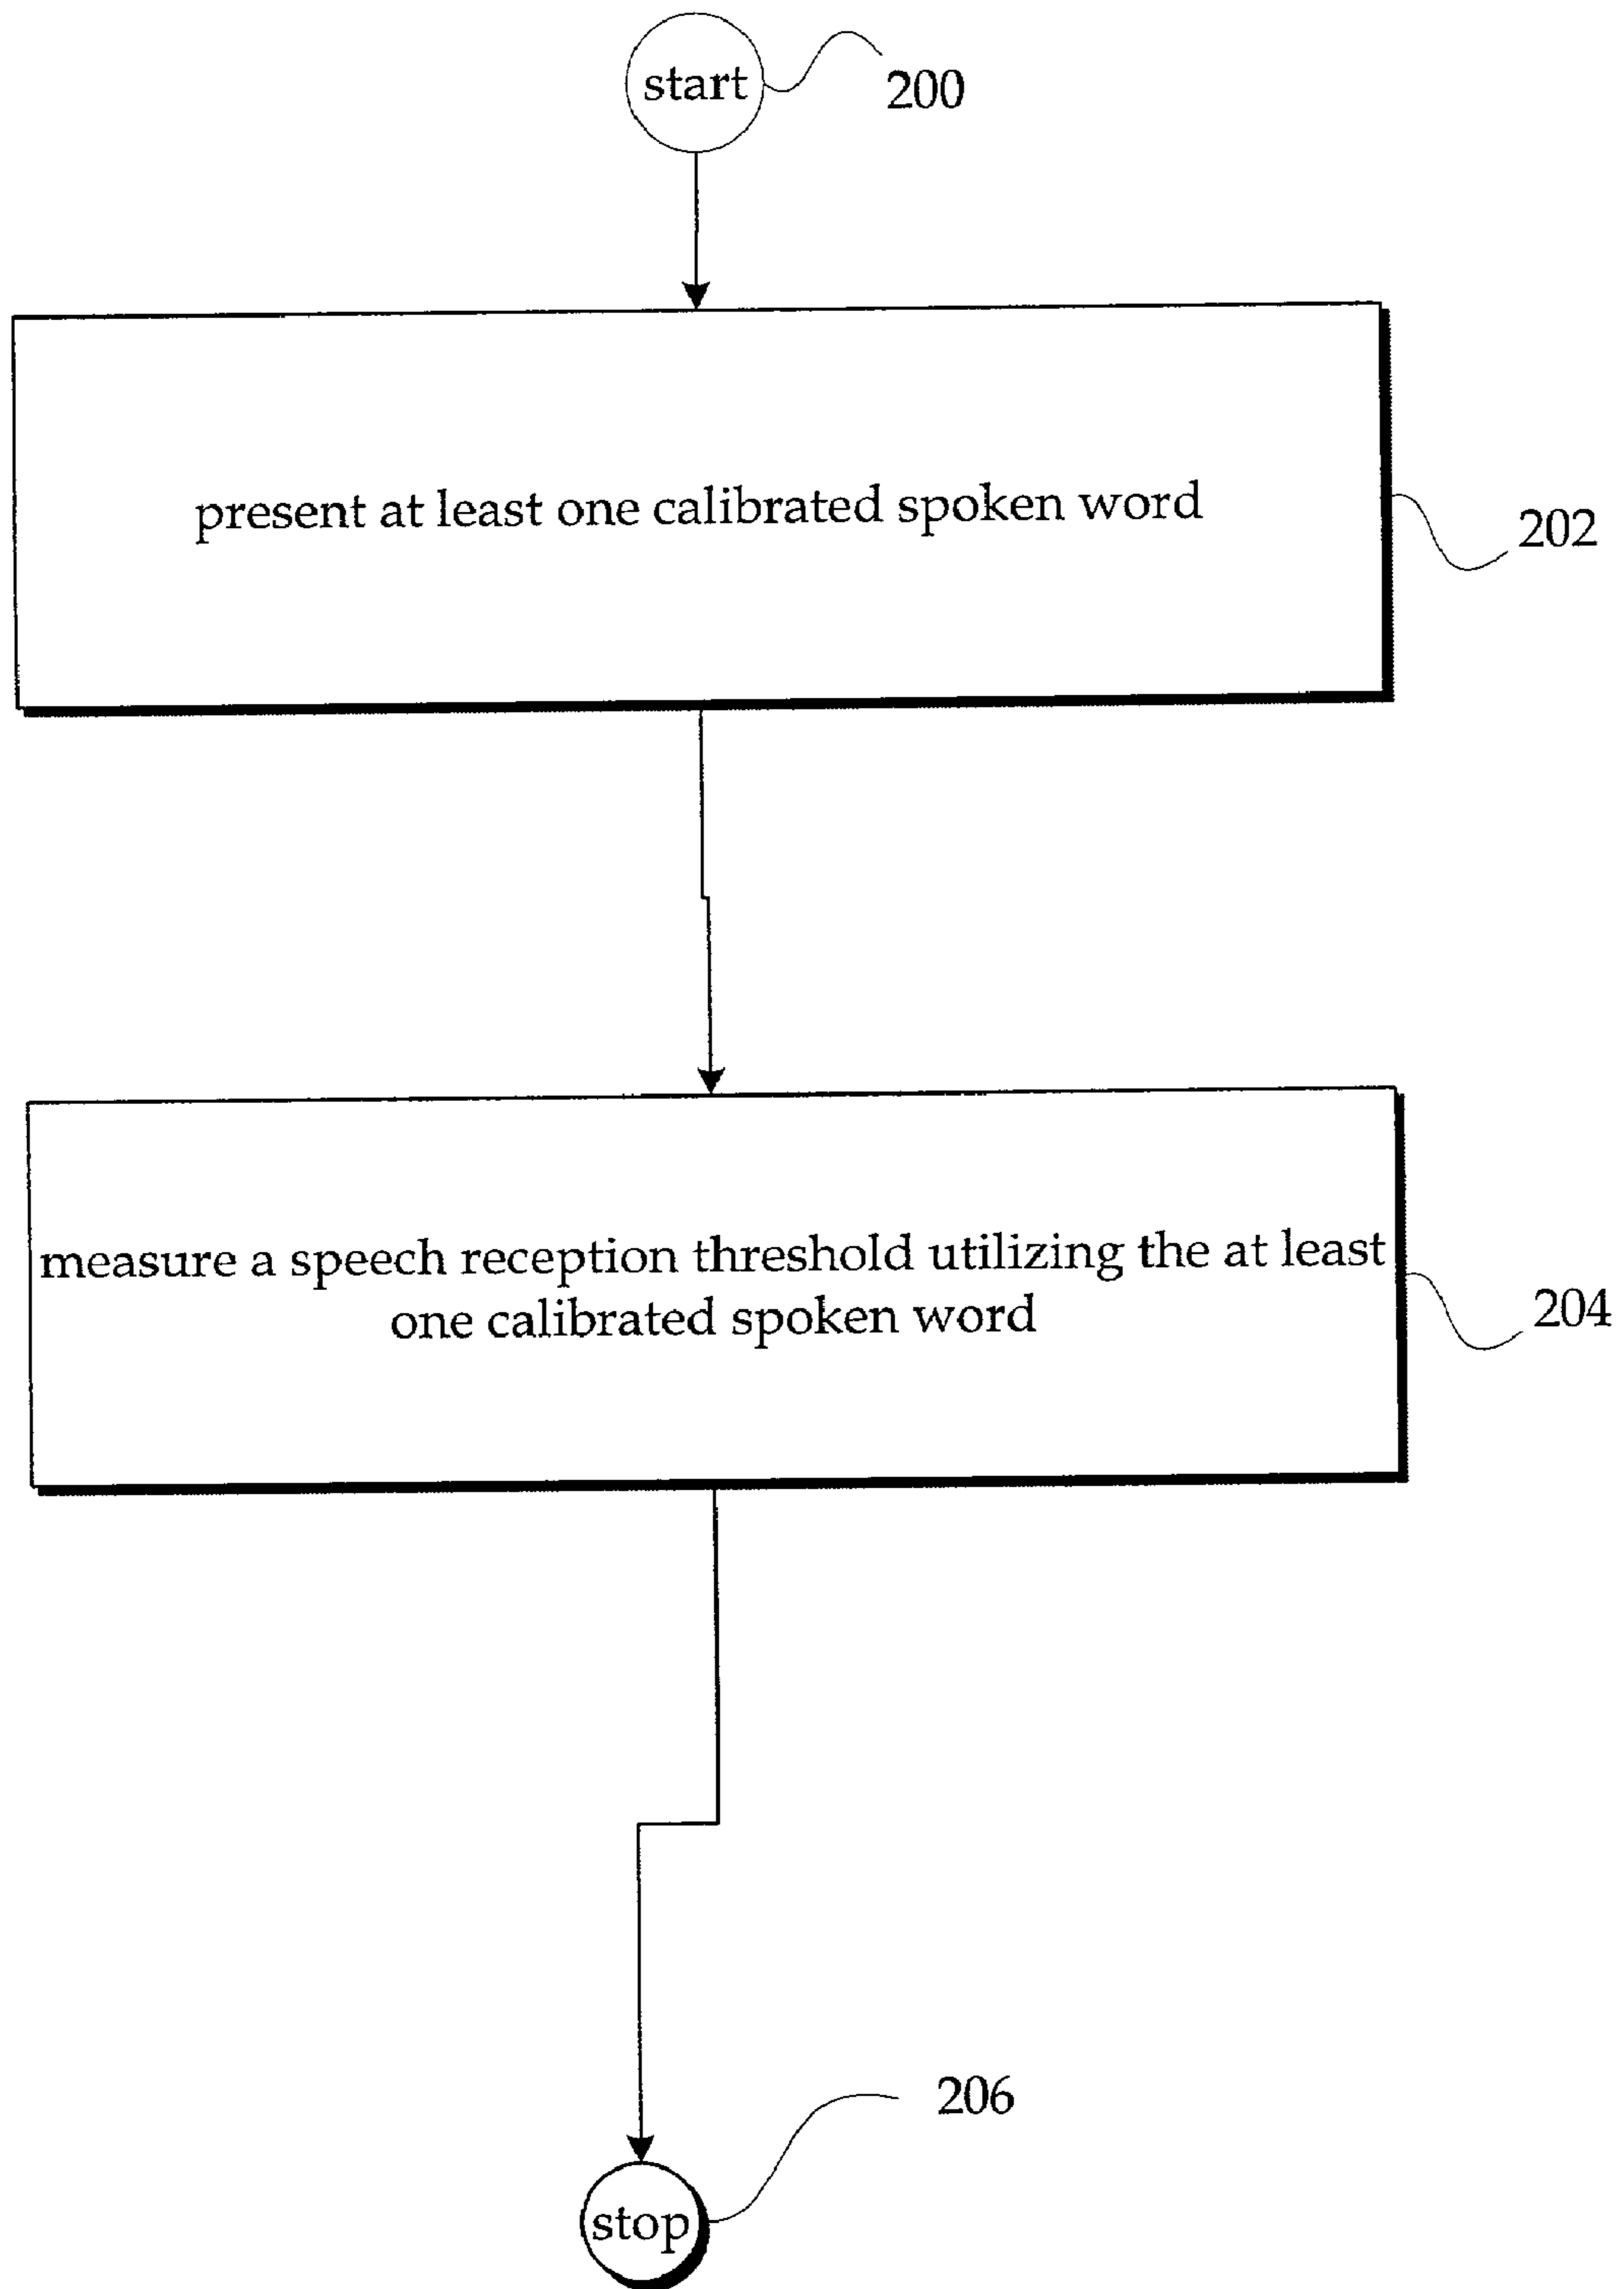 start
200
present at least one calibrated spoken word
202
measure a speech reception threshold utilizing the at least
one calibrated spoken word
204
206
stop